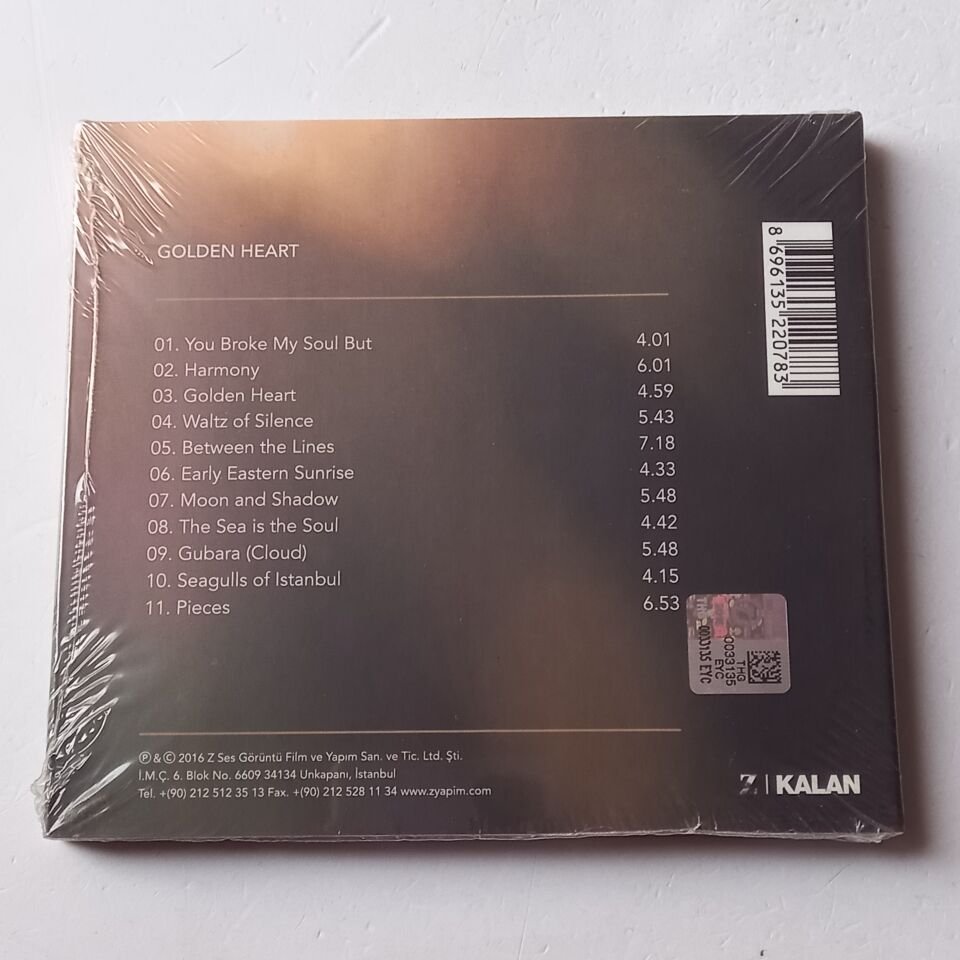 GOLDEN HEART
01. You Broke My Soul But 4.01
02. Harmony 6.01
03. Golden Heart 4.59
04. Waltz of Silence 5.43
05. Between the Lines 7.18
06. Early Eastern Sunrise 4.33
07. Moon and Shadow 5.48
08. The Sea is the Soul 4.42
09. Gubara (Cloud) 5.48
10. Seagulls of Istanbul 4.15
11. Pieces 6.53
8 696135 220783
0033135 EYC
THG
EYC
0033135
℗ & © 2016 Z Ses Görüntü Film ve Yapım San. ve Tic. Ltd. Şti.
İ.M.Ç. 6. Blok No. 6609 34134 Unkapanı, İstanbul
Tel. +(90) 212 512 35 13 Fax. +(90) 212 528 11 34 www.zyapim.com
Z | KALAN